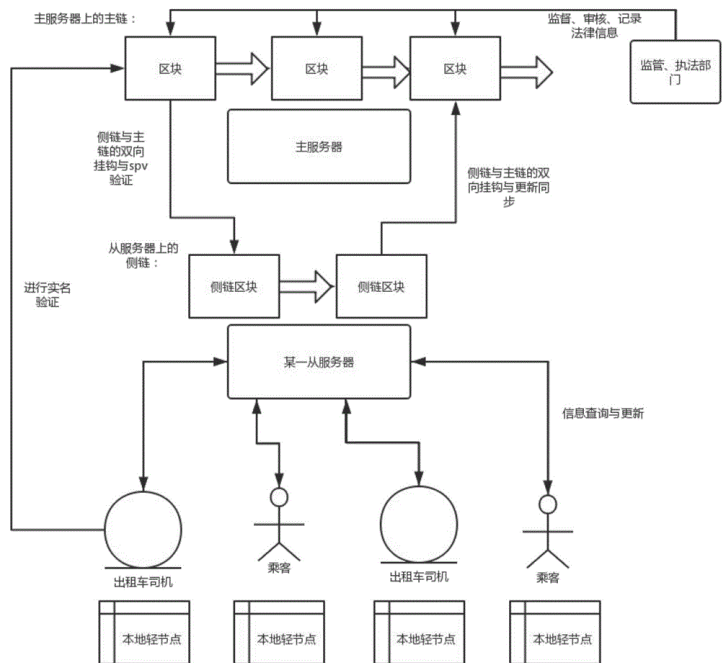 主服务器上的主链：
监督、审核、记录
法律信息
区块
区块
区块
监管、执法部
门
主服务器
侧链与主
链的双向
挂钩与spv
验证
侧链与主链的双
向挂钩与更新同
步
从服务器上的
侧链：
侧链区块
侧链区块
进行实名
验证
某一从服务器
信息查询与更新
出租车司机
乘客
出租车司机
乘客
本地轻节点
本地轻节点
本地轻节点
本地轻节点